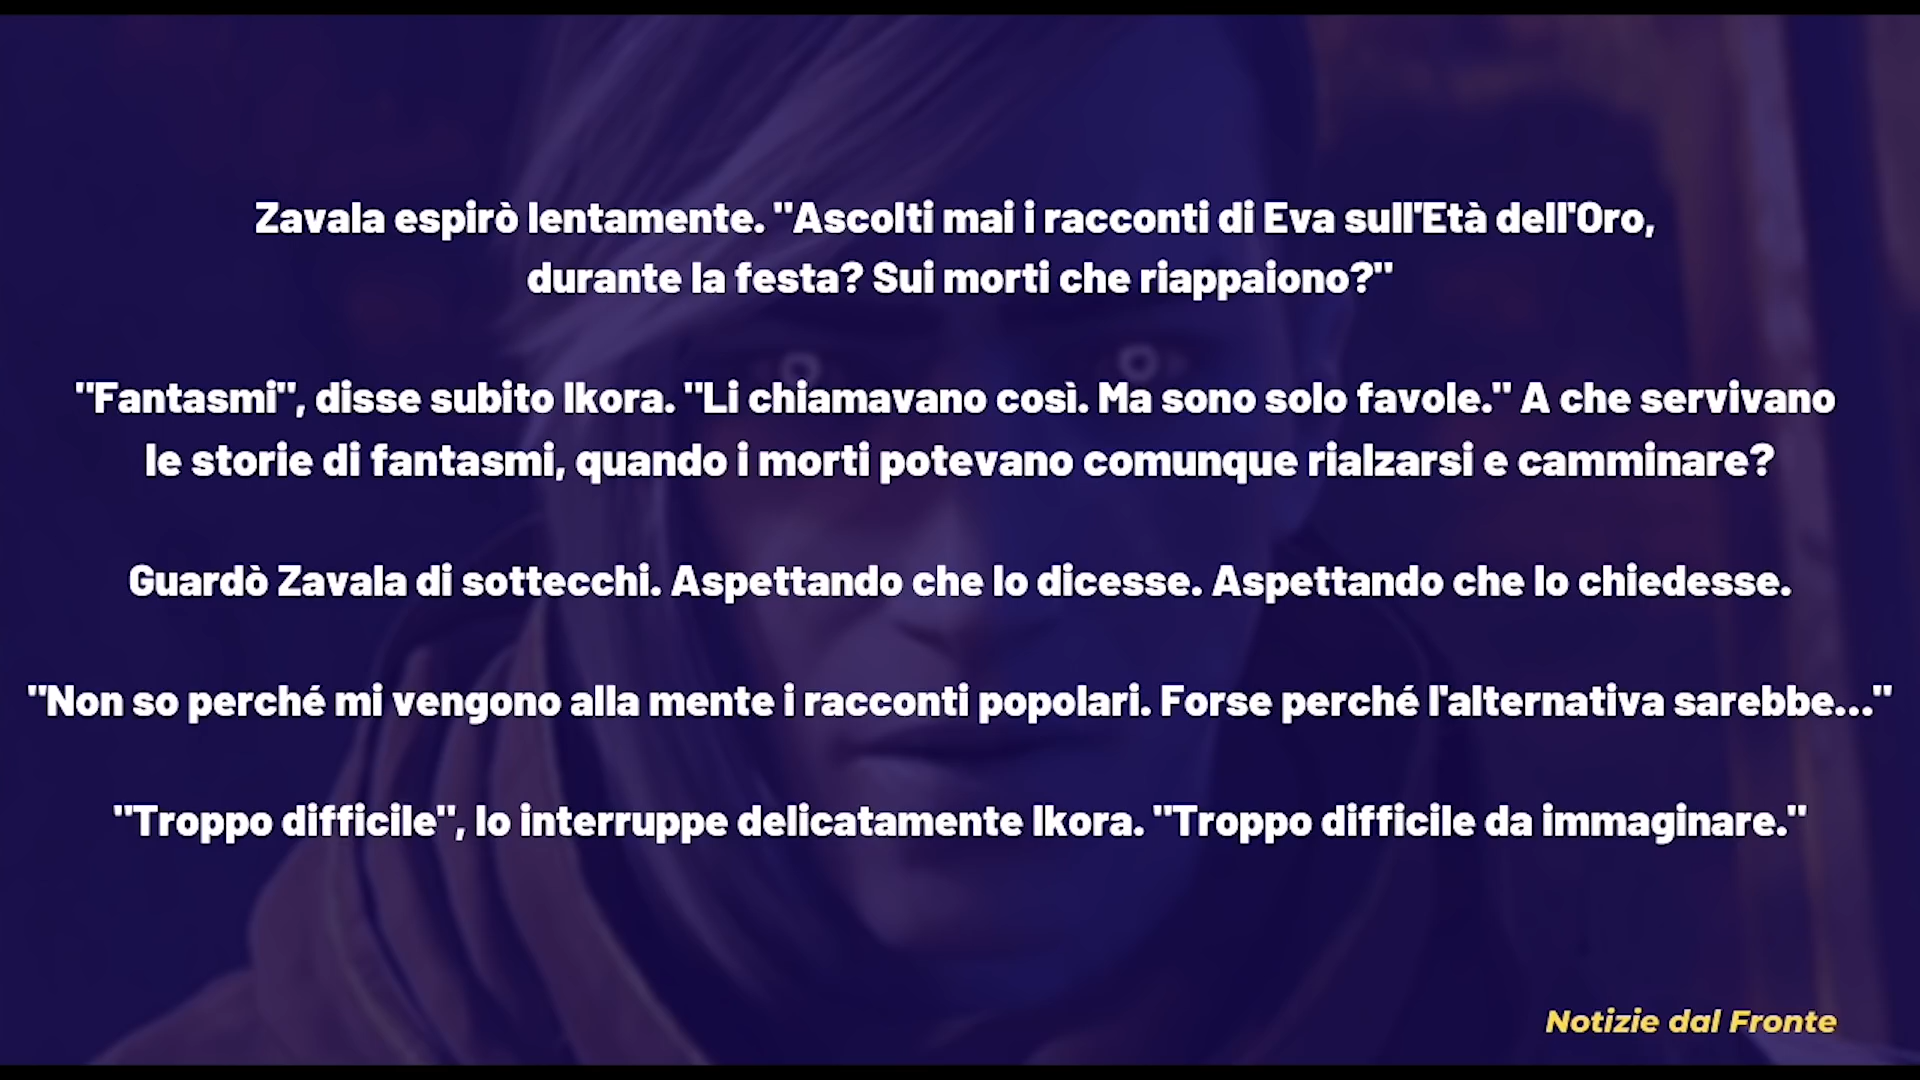 Zavala espirò lentamente. "Ascolti mai i racconti di Eva sull'Età dell'Oro,
durante la festa? Sui morti che riappaiono?"
"Fantasmi", disse subito Ikora. "Li chiamavano così. Ma sono solo favole." A che servivano
le storie di fantasmi, quando i morti potevano comunque rialzarsi e camminare?
Guardò Zavala di sottecchi. Aspettando che lo dicesse. Aspettando che lo chiedesse.
"Non so perché mi vengono alla mente i racconti popolari. Forse perché l'alternativa sarebbe..."
"Troppo difficile", lo interruppe delicatamente Ikora. "Troppo difficile da immaginare."
Notizie dal Fronte